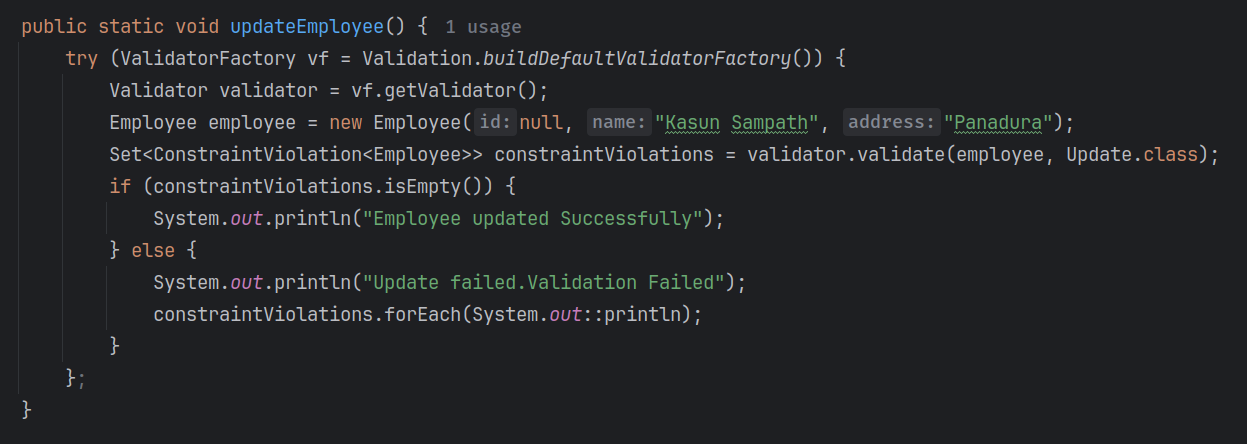 public static void updateEmployee() { 1 usage
try (ValidatorFactory vf = Validation.buildDefaultValidatorFactory()) {
Validator validator = vf.getValidator();
Employee employee = new Employee( id: null, name: "Kasun Sampath", address: "Panadura");
Set<ConstraintViolation<Employee>> constraintViolations = validator.validate(employee, Update.class);
if (constraintViolations.isEmpty()) {
System.out.println("Employee updated Successfully");
} else {
System.out.println("Update failed.Validation Failed");
constraintViolations.forEach(System.out::println);
}
};
}